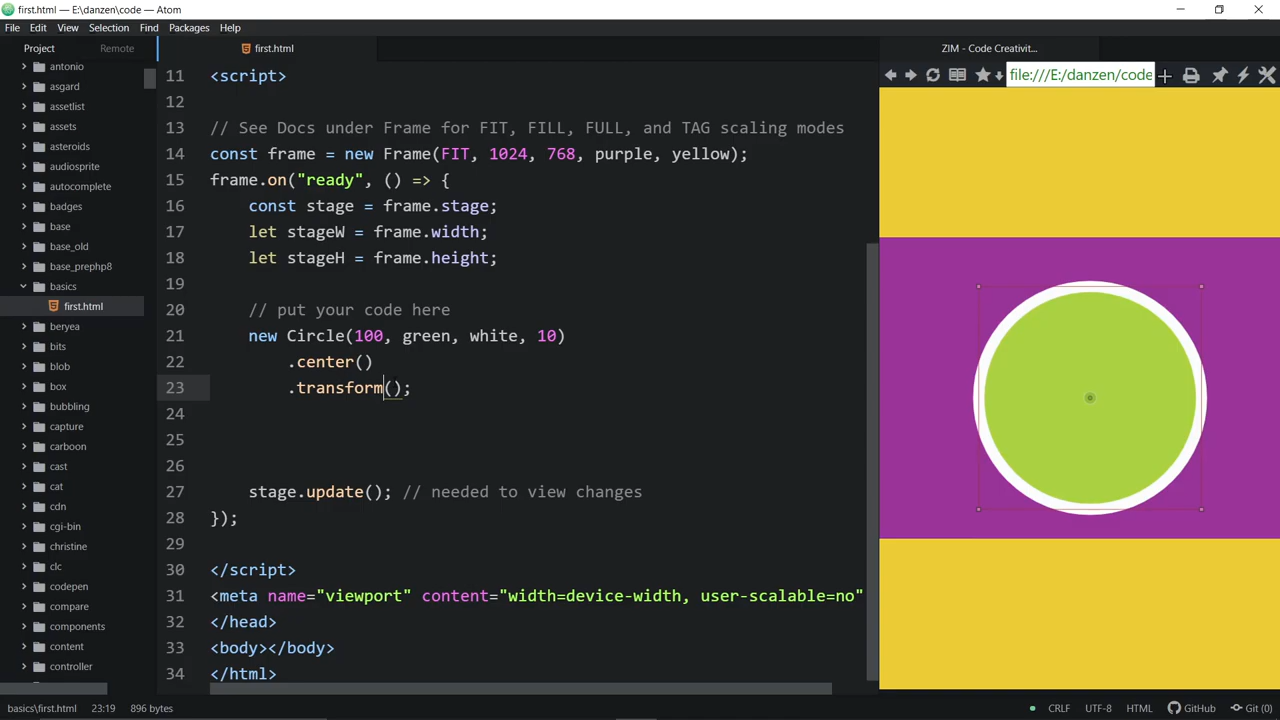 first.html — E:\danzen\code — Atom
File Edit View Selection Find Packages Help
Project Remote
antonio
asgard
assetlist
assets
asteroids
audiosprite
autocomplete
badges
base
base_old
base_prephp8
basics
first.html
beryea
bits
blob
box
bubbling
capture
carboon
cast
cat
cdn
cgi-bin
christine
clc
codepen
compare
components
content
controller
first.html
11 <script>
12
13 // See Docs under Frame for FIT, FILL, FULL, and TAG scaling modes
14 const frame = new Frame(FIT, 1024, 768, purple, yellow);
15 frame.on("ready", () => {
16 const stage = frame.stage;
17 let stageW = frame.width;
18 let stageH = frame.height;
19
20 // put your code here
21 new Circle(100, green, white, 10)
22 .center()
23 .transform();
24
25
26
27 stage.update(); // needed to view changes
28 });
29
30 </script>
31 <meta name="viewport" content="width=device-width, user-scalable=no"
32 </head>
33 <body></body>
34 </html>
ZIM - Code Creativit...
file:///E:/danzen/code
basics\first.html 23:19 896 bytes
CRLF UTF-8 HTML GitHub Git (0)